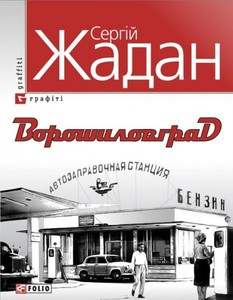 Сергій
Жадан
graffiti
графіті
Ворошиловград
АВТОЗАПРАВОЧНАЯ СТАНЦИЯ
БЕНЗИН
FOLIO